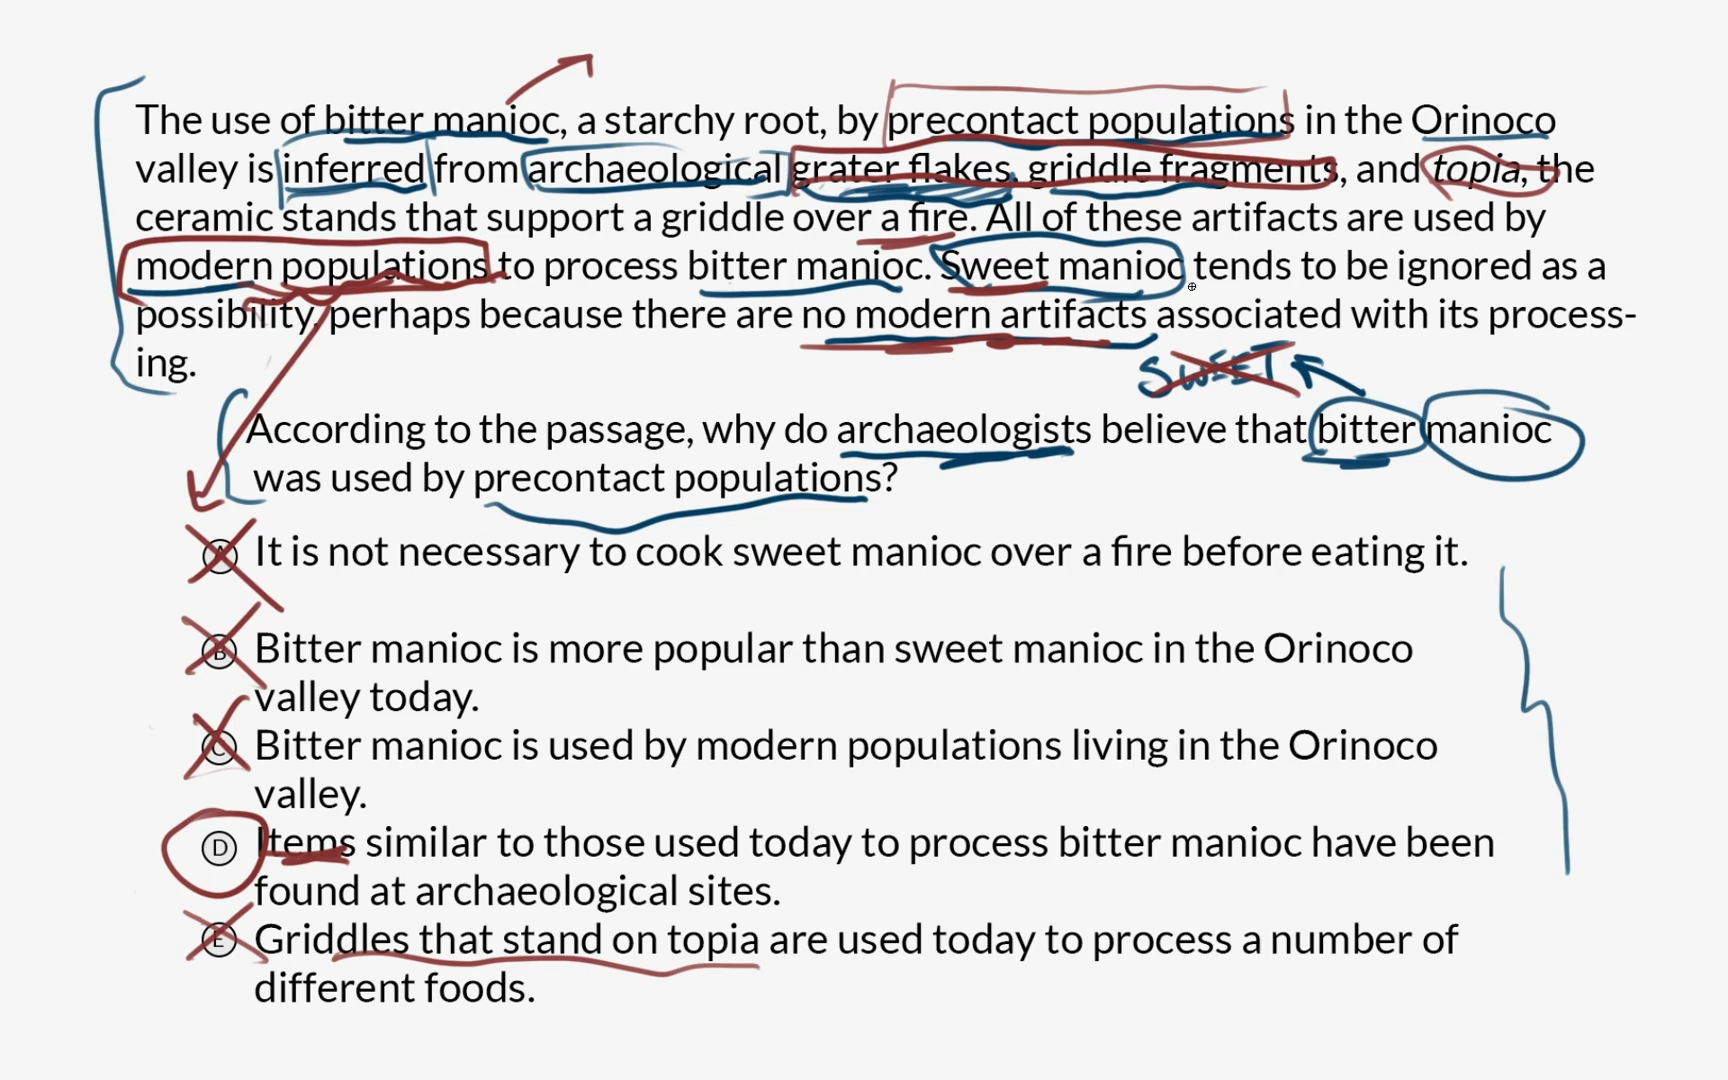 The use of bitter manioc, a starchy root, by precontact populations in the Orinoco
valley is inferred from archaeological grater flakes, griddle fragments, and topia, the
ceramic stands that support a griddle over a fire. All of these artifacts are used by
modern populations to process bitter manioc. Sweet manioc tends to be ignored as a
possibility, perhaps because there are no modern artifacts associated with its process-
ing.
SWEET
According to the passage, why do archaeologists believe that bitter manioc
was used by precontact populations?
A It is not necessary to cook sweet manioc over a fire before eating it.
B Bitter manioc is more popular than sweet manioc in the Orinoco
valley today.
C Bitter manioc is used by modern populations living in the Orinoco
valley.
D Items similar to those used today to process bitter manioc have been
found at archaeological sites.
E Griddles that stand on topia are used today to process a number of
different foods.